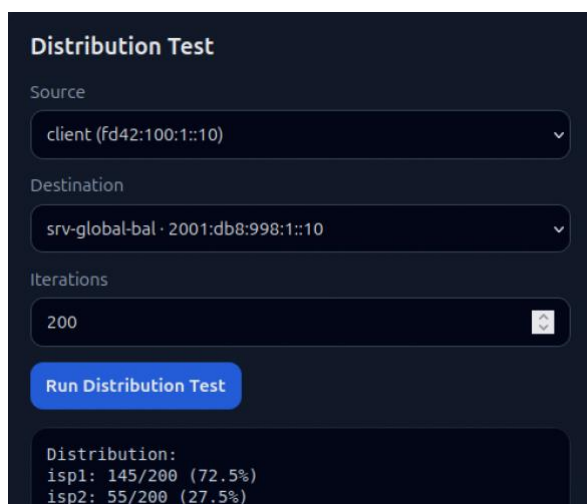 Distribution Test
Source
client (fd42:100:1::10)
Destination
srv-global-bal · 2001:db8:998:1::10
Iterations
200
Run Distribution Test
Distribution:
isp1: 145/200 (72.5%)
isp2: 55/200 (27.5%)